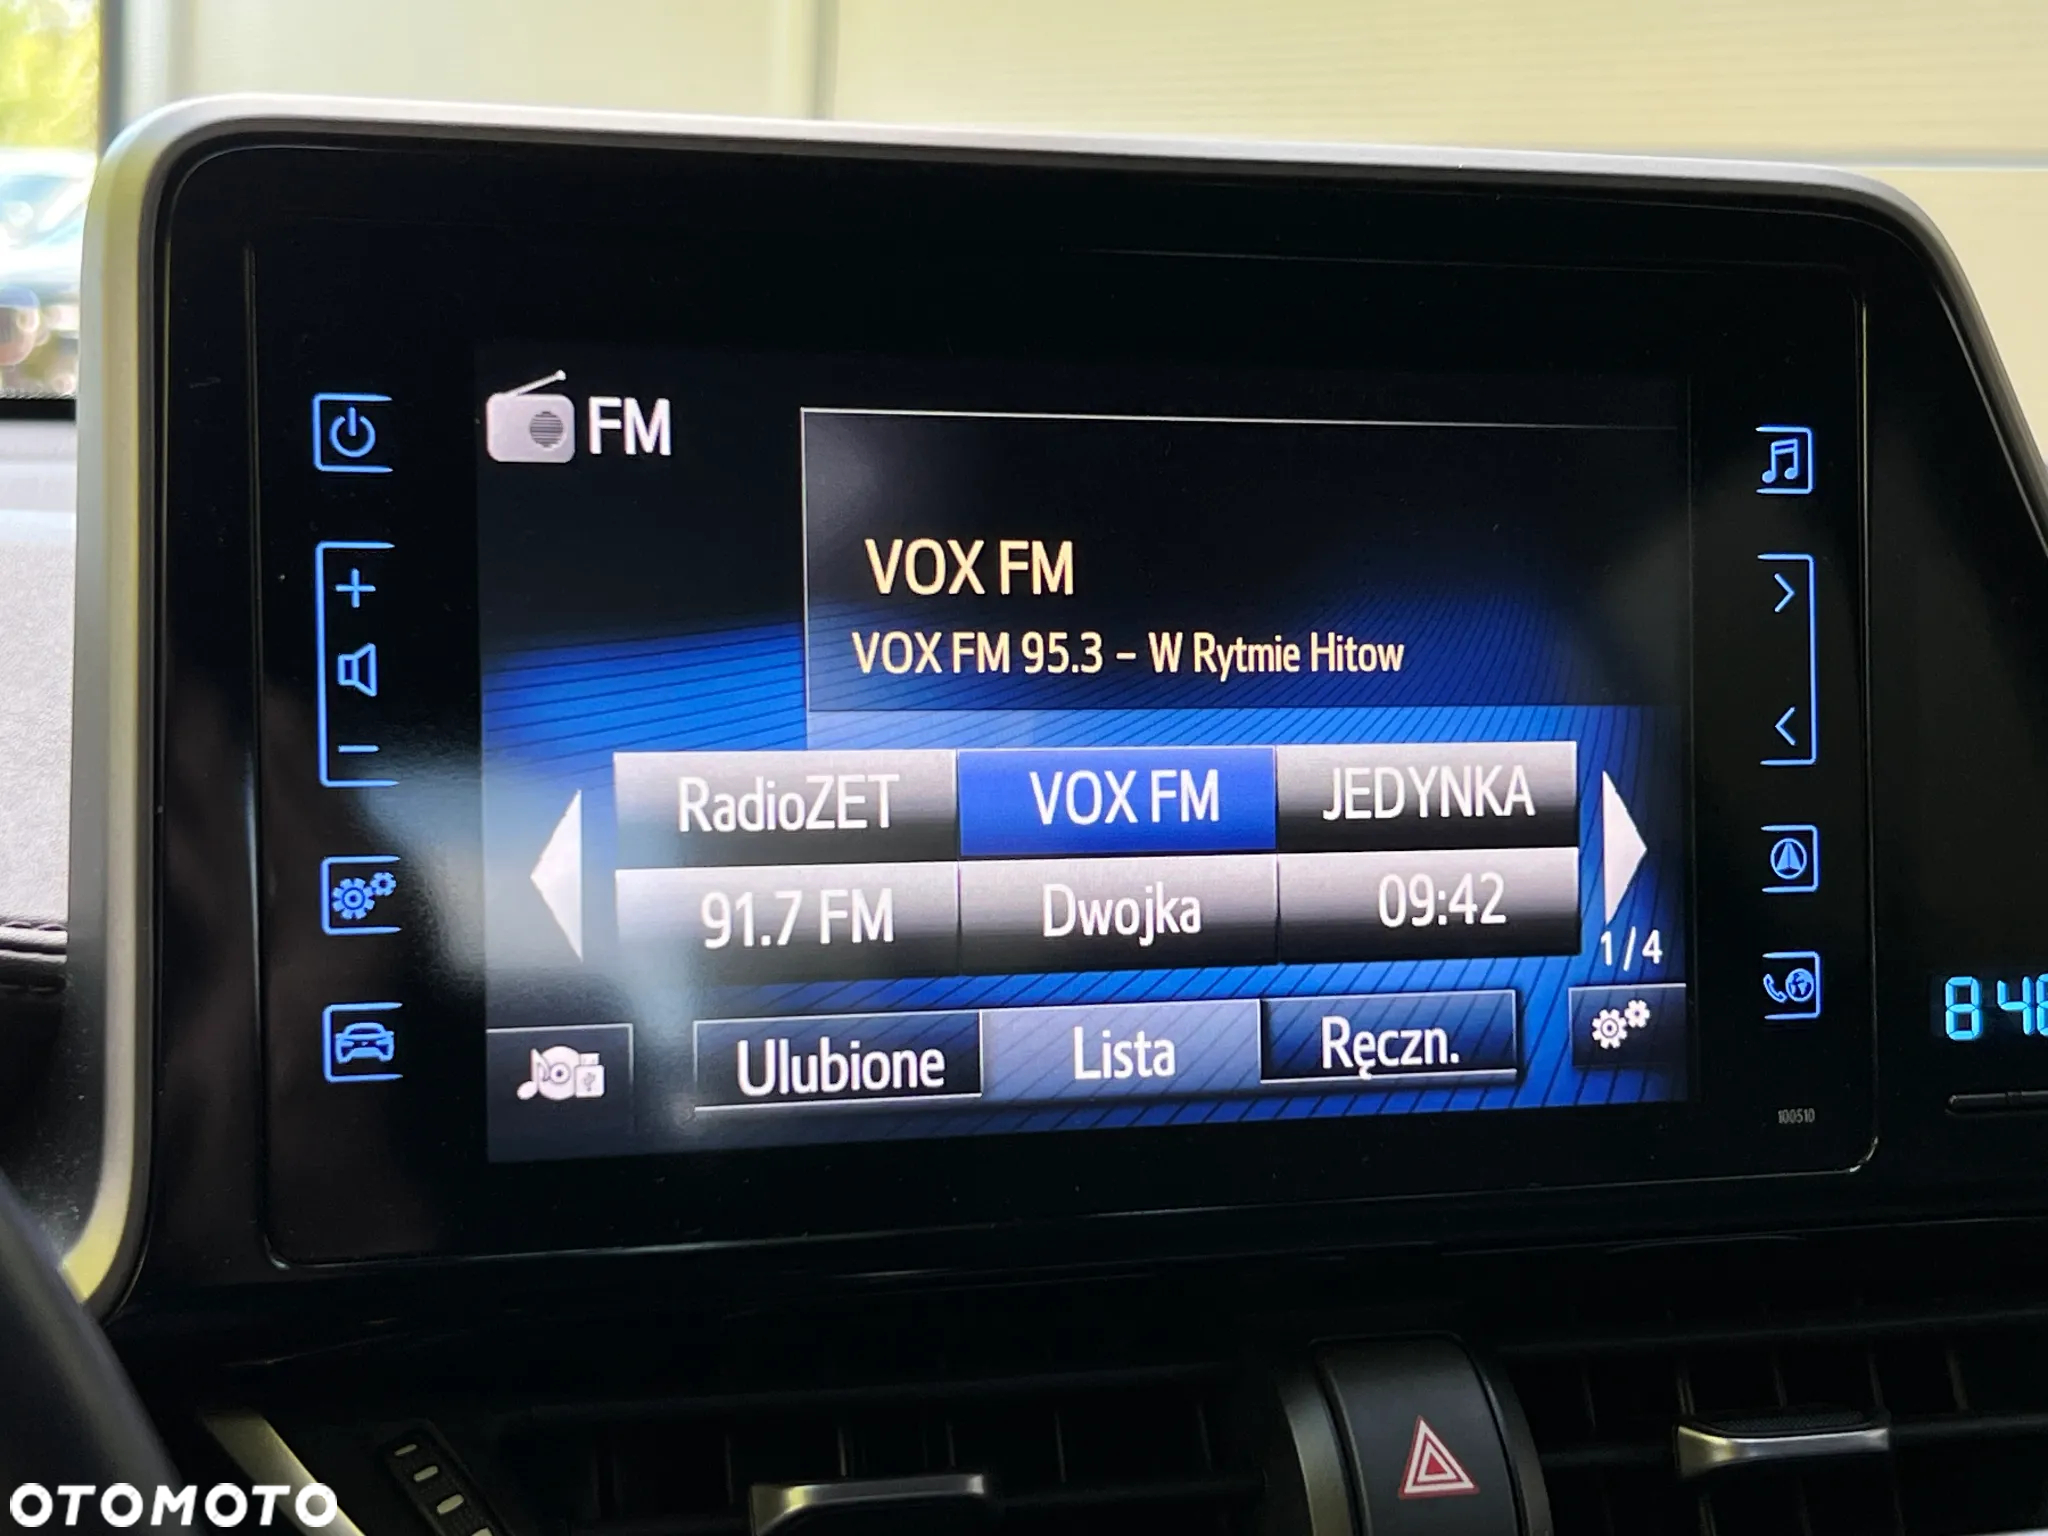 FM
VOX FM
VOX FM 95.3 – W Rytmie Hitow
RadioZET
VOX FM
JEDYNKA
91.7 FM
Dwojka
09:42
1 / 4
Ulubione
Lista
Ręczn.
100510
OTOMOTO